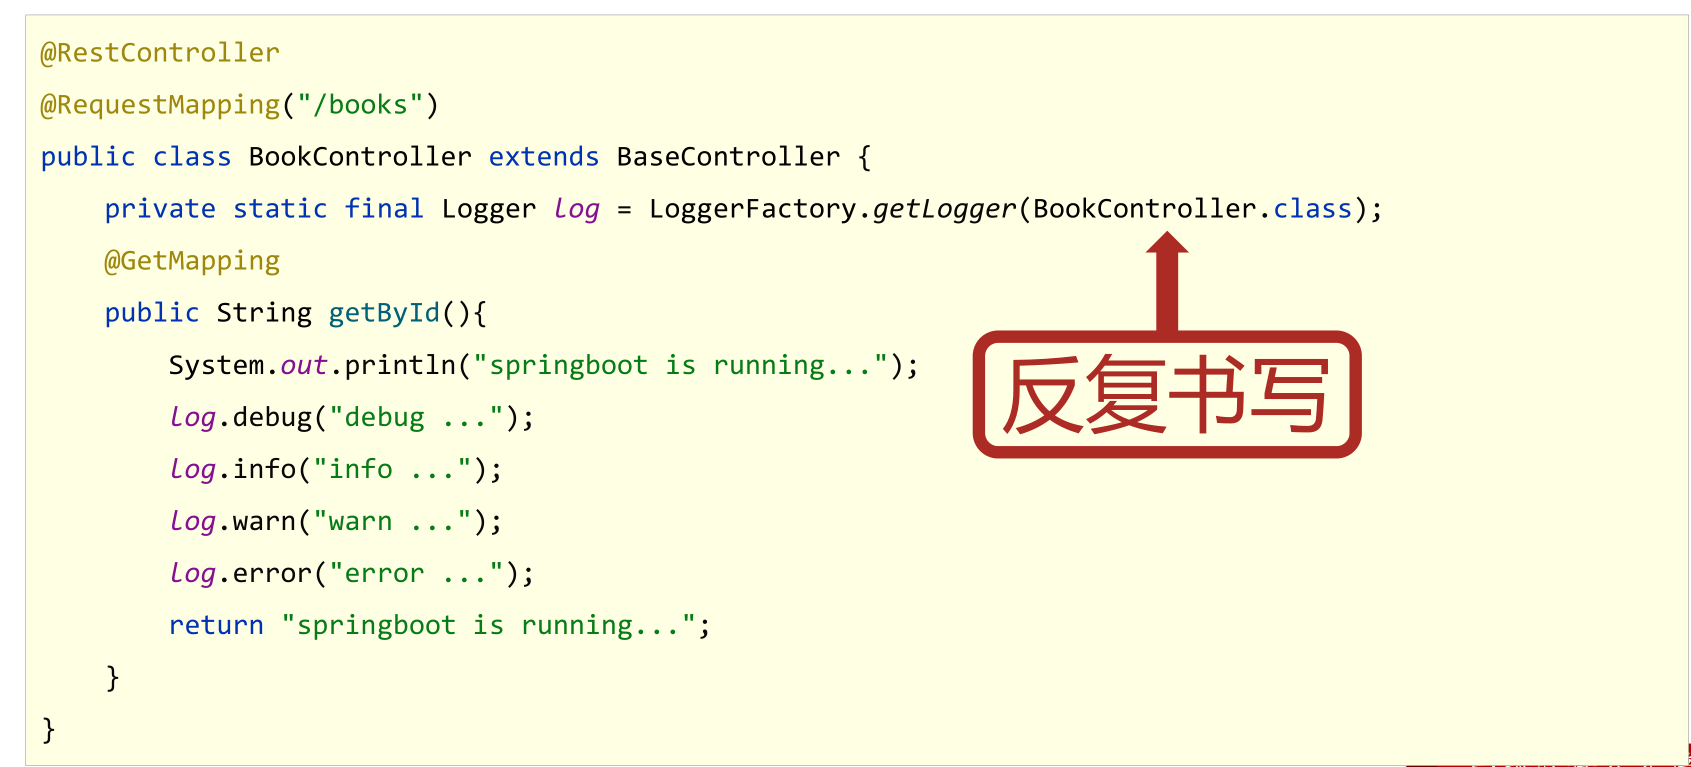 @RestController
@RequestMapping("/books")
public class BookController extends BaseController {
    private static final Logger log = LoggerFactory.getLogger(BookController.class);
    @GetMapping
    public String getById(){
        System.out.println("springboot is running...");
        log.debug("debug ...");
        log.info("info ...");
        log.warn("warn ...");
        log.error("error ...");
        return "springboot is running...";
    }
}
反复书写